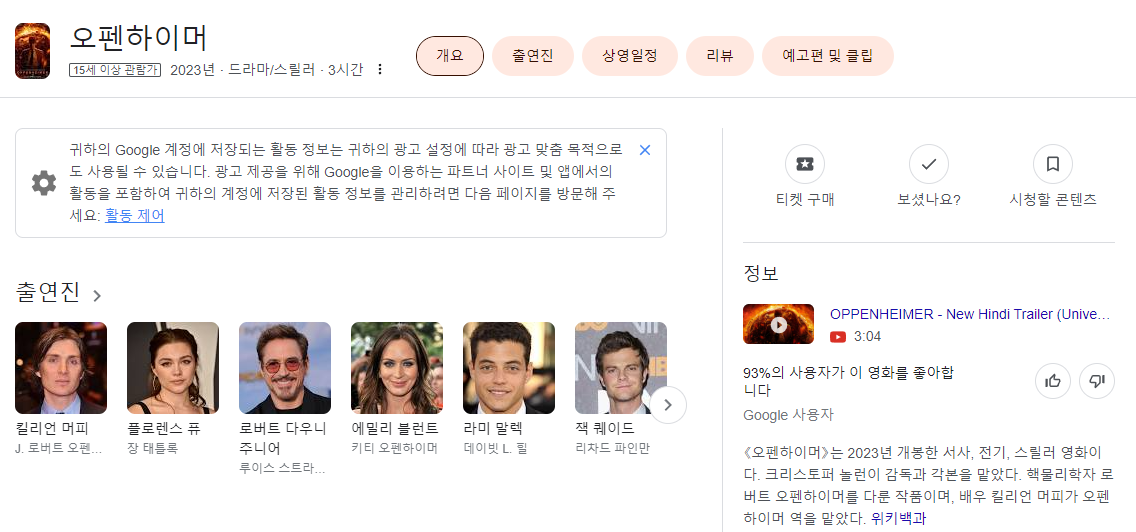 오펜하이머
15세 이상 관람가 2023년 · 드라마/스릴러 · 3시간
개요 출연진 상영일정 리뷰 예고편 및 클립
귀하의 Google 계정에 저장되는 활동 정보는 귀하의 광고 설정에 따라 광고 맞춤 목적으로
도 사용될 수 있습니다. 광고 제공을 위해 Google을 이용하는 파트너 사이트 및 앱에서의
활동을 포함하여 귀하의 계정에 저장된 활동 정보를 관리하려면 다음 페이지를 방문해 주
세요: 활동 제어
출연진
킬리언 머피
J. 로버트 오펜...
플로렌스 퓨
장 태틀록
로버트 다우니
주니어
루이스 스트라...
에밀리 블런트
키티 오펜하이머
라미 말렉
데이빗 L. 힐
잭 퀘이드
리차드 파인만
티켓 구매 보셨나요? 시청할 콘텐츠
정보
OPPENHEIMER - New Hindi Trailer (Unive...
3:04
93%의 사용자가 이 영화를 좋아합
니다
Google 사용자
《오펜하이머》는 2023년 개봉한 서사, 전기, 스릴러 영화이
다. 크리스토퍼 놀런이 감독과 각본을 맡았다. 핵물리학자 로
버트 오펜하이머를 다룬 작품이며, 배우 킬리언 머피가 오펜
하이머 역을 맡았다. 위키백과